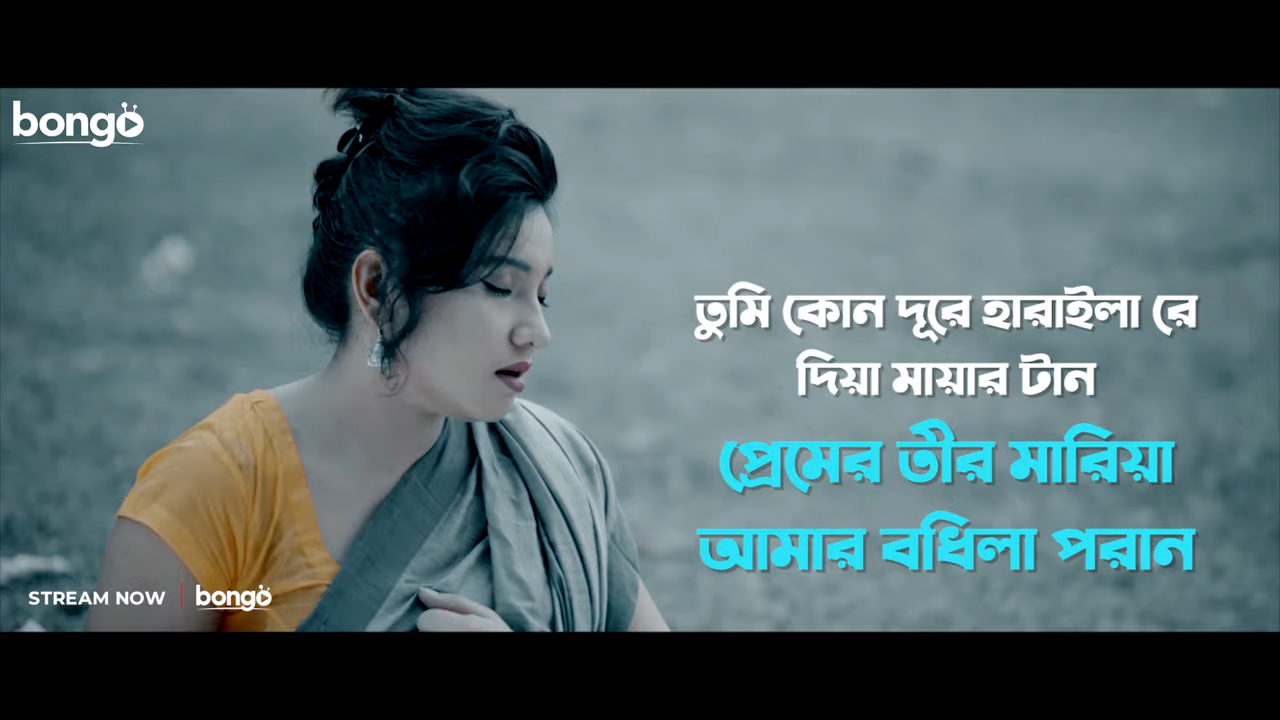 bongo
তুমি কোন দূরে হারাইলা রে
দিয়া মায়ার টান
প্রেমের তীর মারিয়া
আমার বধিলা পরান
STREAM NOW | bongo